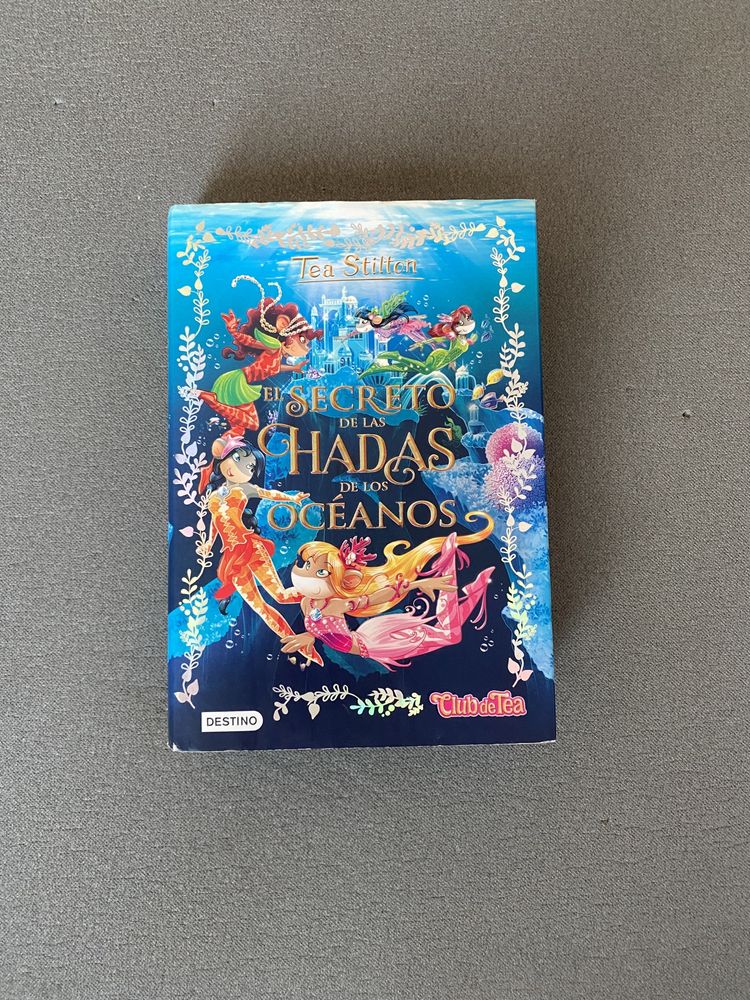 Tea Stilton
El SECRETO
DE LAS
HADAS
DE LOS
OCÉANOS
DESTINO
Club de Tea